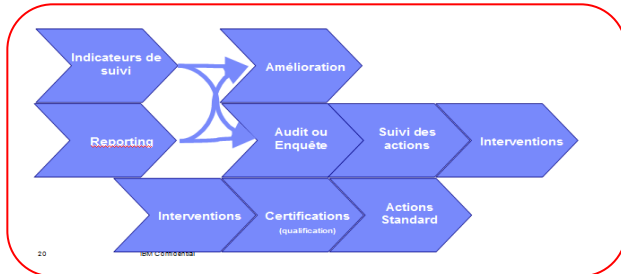 Indicateurs de
suivi
Amélioration
Reporting
Audit ou
Enquête
Suivi des
actions
Interventions
Interventions
Certifications
(qualification)
Actions
Standard
20
IBM Confidential